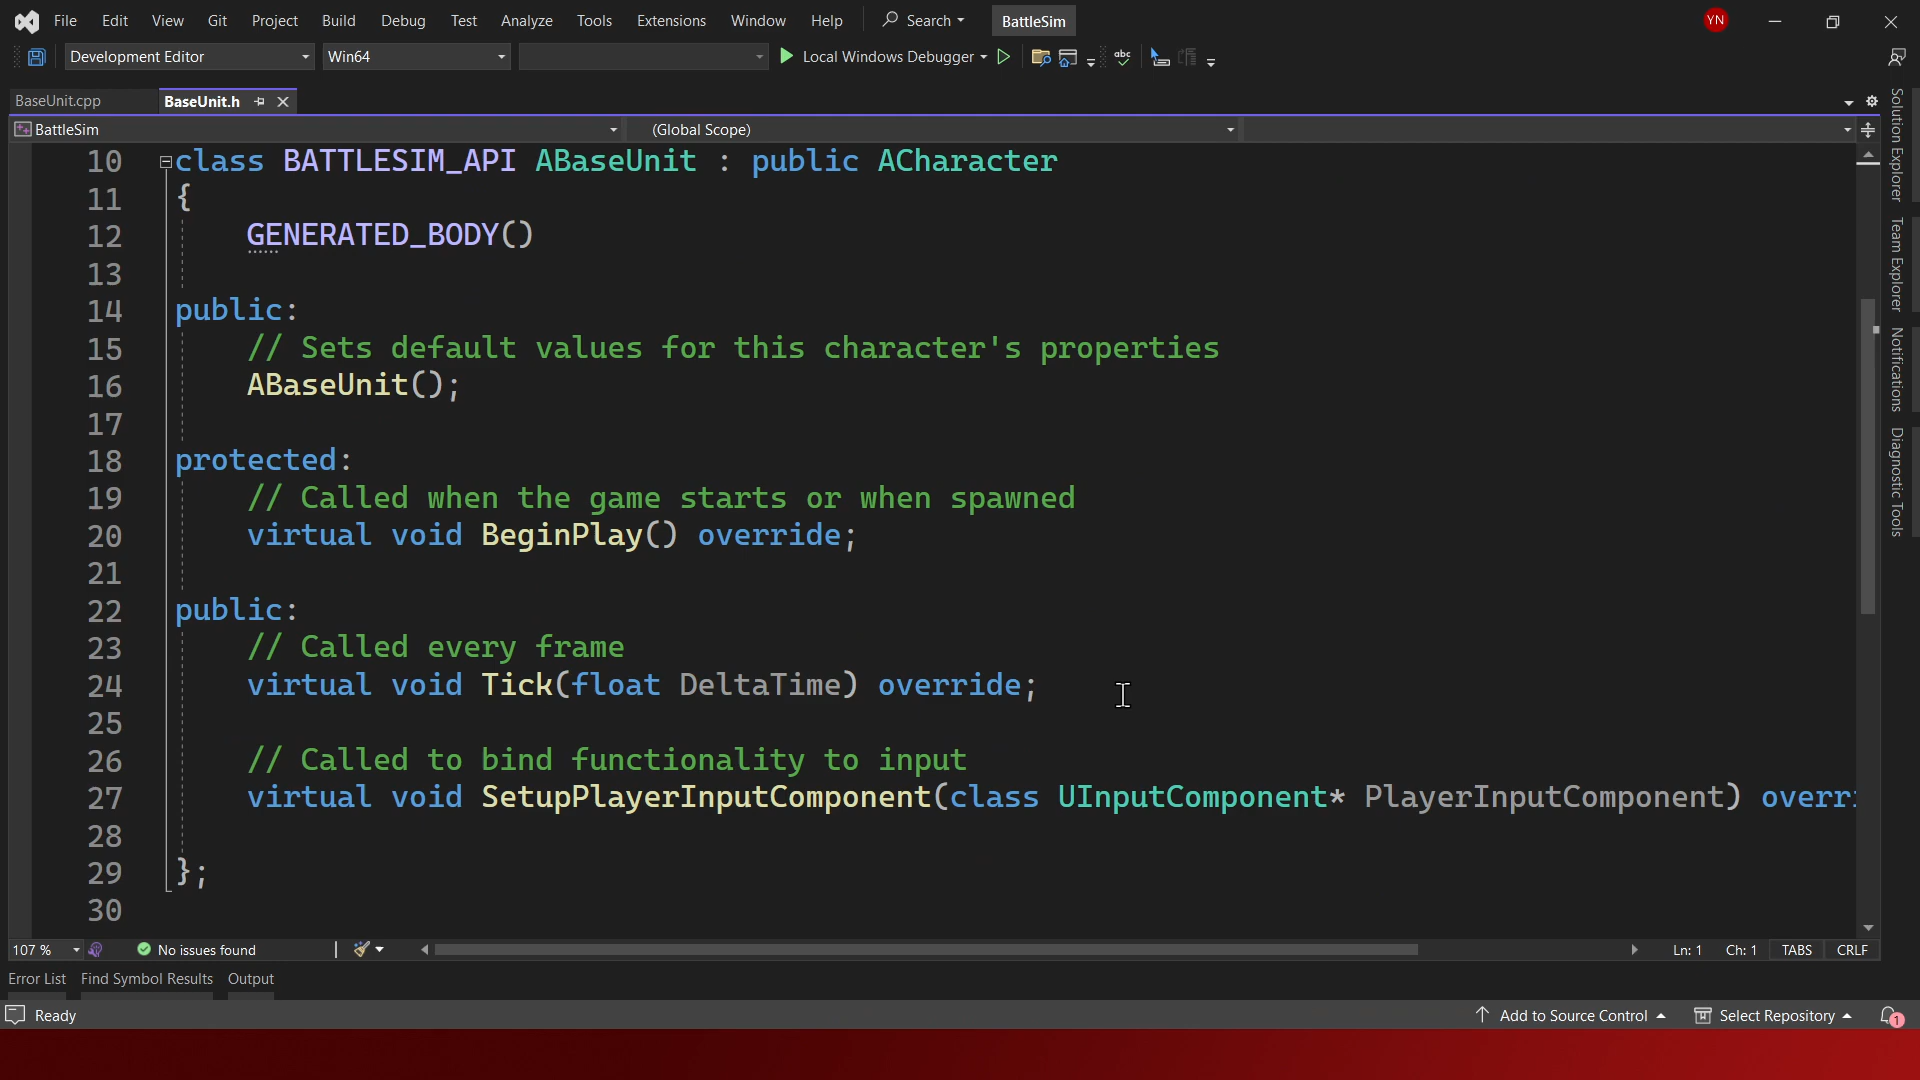 File Edit View Git Project Build Debug Test Analyze Tools Extensions Window Help Search BattleSim YN
Development Editor Win64 Local Windows Debugger abc
BaseUnit.cpp BaseUnit.h
BattleSim (Global Scope)
10 class BATTLESIM_API ABaseUnit : public ACharacter
11 {
12 GENERATED_BODY()
13
14 public:
15 // Sets default values for this character's properties
16 ABaseUnit();
17
18 protected:
19 // Called when the game starts or when spawned
20 virtual void BeginPlay() override;
21
22 public:
23 // Called every frame
24 virtual void Tick(float DeltaTime) override;
25
26 // Called to bind functionality to input
27 virtual void SetupPlayerInputComponent(class UInputComponent* PlayerInputComponent) overri
28
29 };
30
Solution Explorer
Team Explorer
Notifications
Diagnostic Tools
107 % No issues found Ln: 1 Ch: 1 TABS CRLF
Error List Find Symbol Results Output
Ready Add to Source Control Select Repository 1